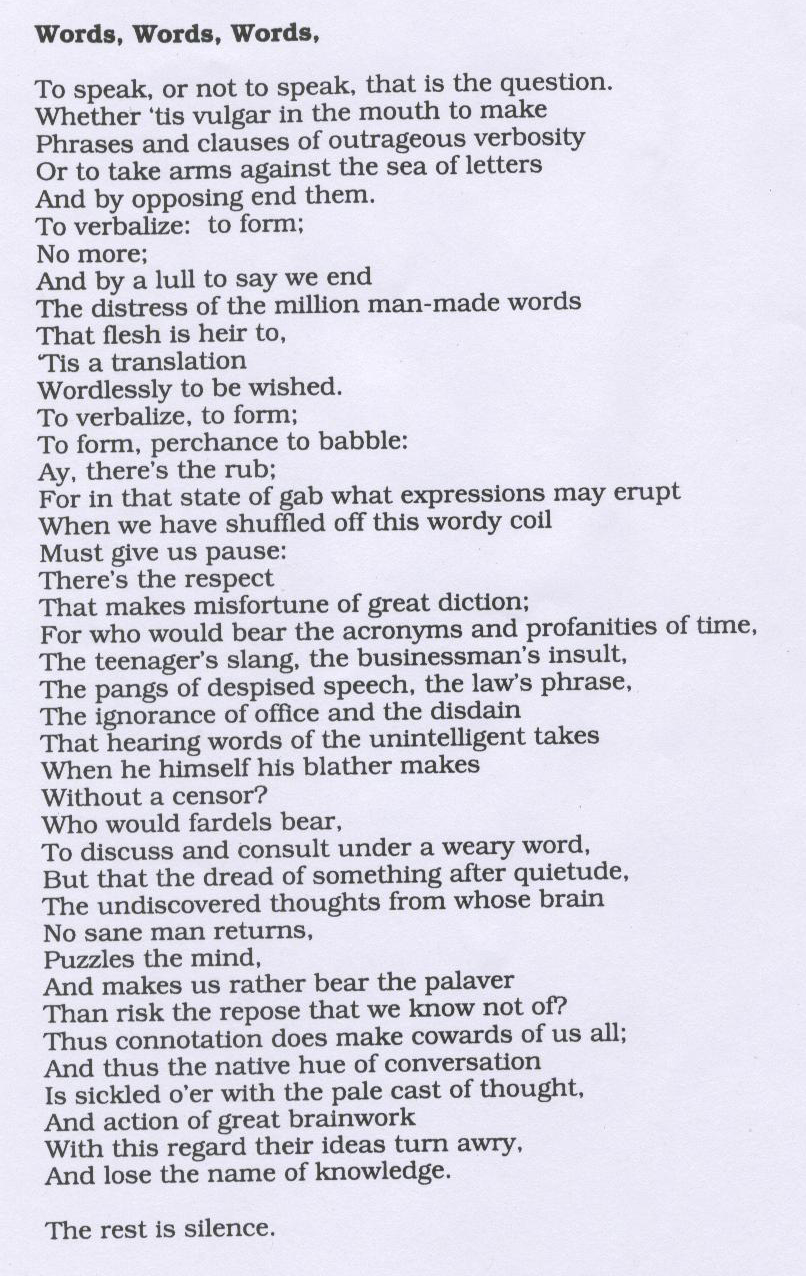 Words, Words, Words,
To speak, or not to speak, that is the question.
Whether ‘tis vulgar in the mouth to make
Phrases and clauses of outrageous verbosity
Or to take arms against the sea of letters
And by opposing end them.
To verbalize:  to form;
No more;
And by a lull to say we end
The distress of the million man-made words
That flesh is heir to,
‘Tis a translation
Wordlessly to be wished.
To verbalize, to form;
To form, perchance to babble:
Ay, there’s the rub;
For in that state of gab what expressions may erupt
When we have shuffled off this wordy coil
Must give us pause:
There’s the respect
That makes misfortune of great diction;
For who would bear the acronyms and profanities of time,
The teenager’s slang, the businessman’s insult,
The pangs of despised speech, the law’s phrase,
The ignorance of office and the disdain
That hearing words of the unintelligent takes
When he himself his blather makes
Without a censor?
Who would fardels bear,
To discuss and consult under a weary word,
But that the dread of something after quietude,
The undiscovered thoughts from whose brain
No sane man returns,
Puzzles the mind,
And makes us rather bear the palaver
Than risk the repose that we know not of?
Thus connotation does make cowards of us all;
And thus the native hue of conversation
Is sickled o’er with the pale cast of thought,
And action of great brainwork
With this regard their ideas turn awry,
And lose the name of knowledge.
The rest is silence.